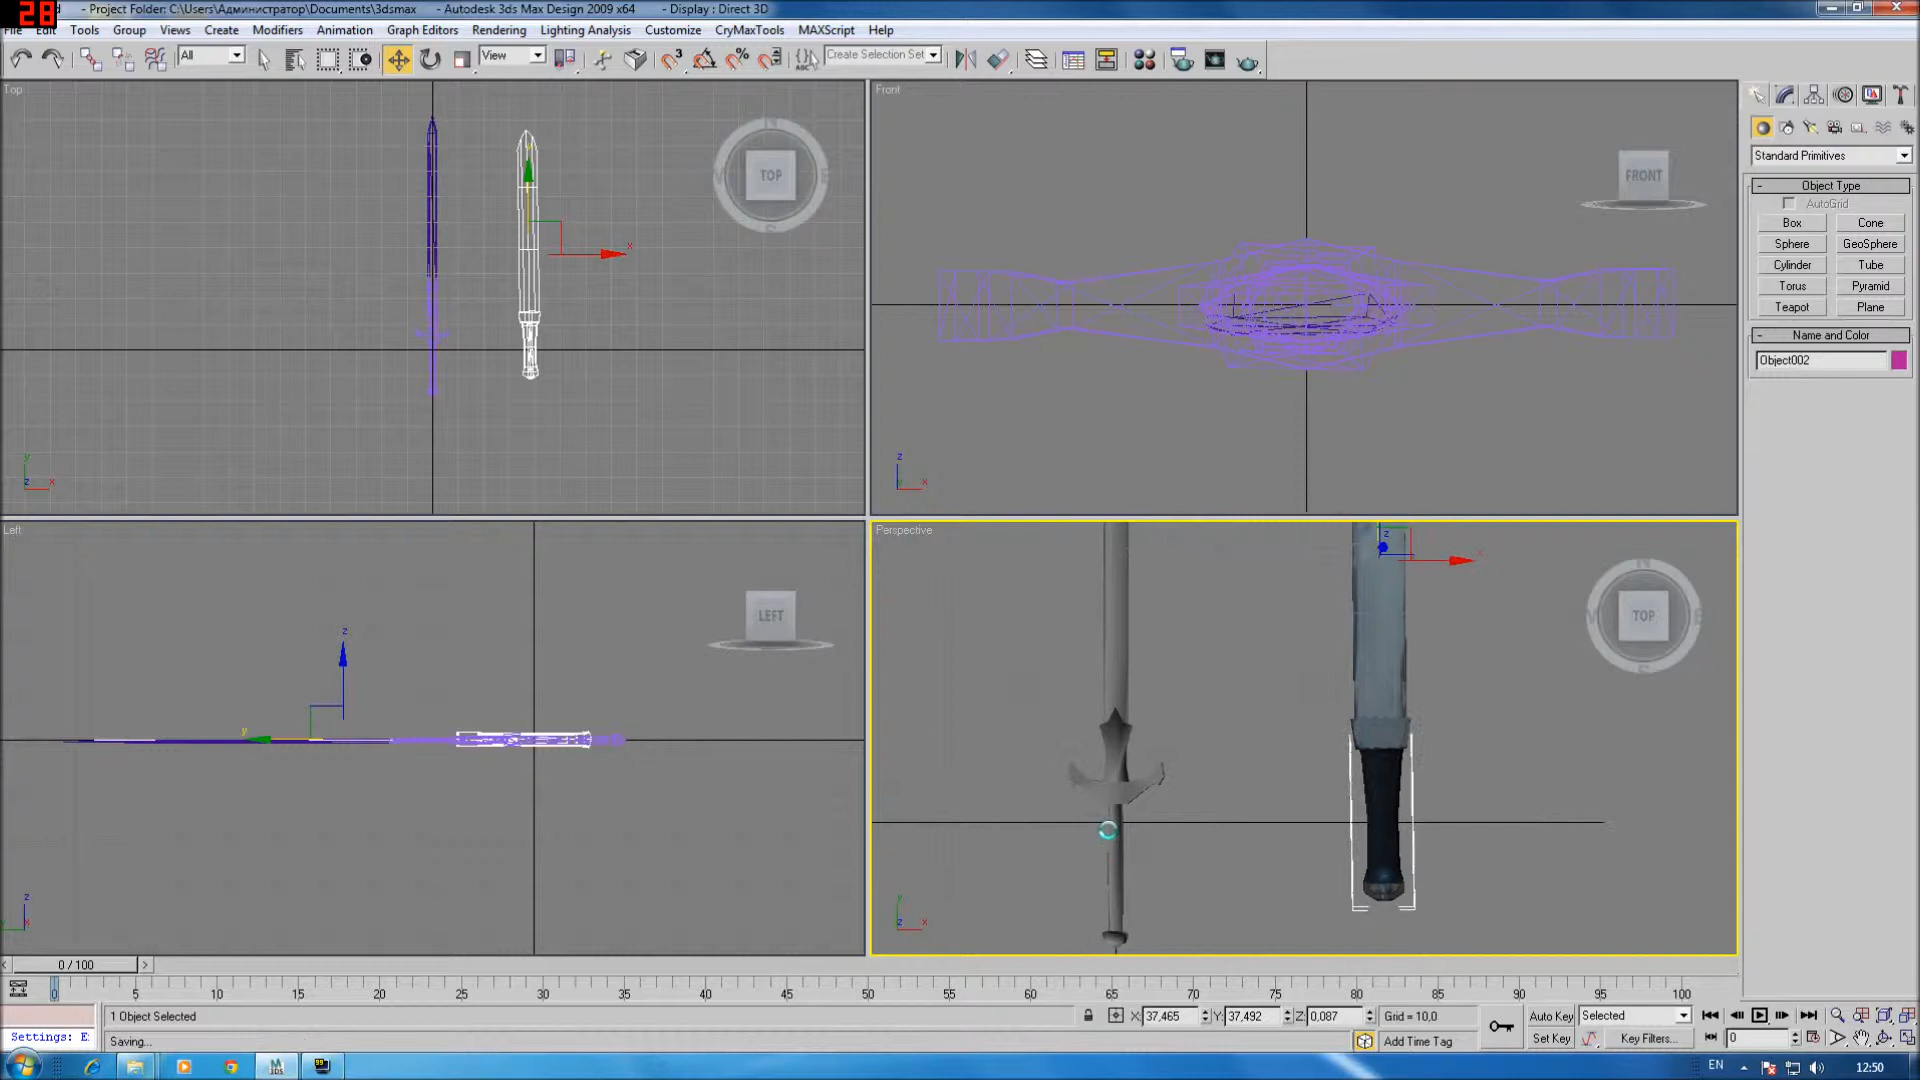 28
- Project Folder: C:\Users\Администратор\Documents\3dsmax - Autodesk 3ds Max Design 2009 x64 - Display : Direct 3D
File Edit Tools Group Views Create Modifiers Animation Graph Editors Rendering Lighting Analysis Customize CryMaxTools MAXScript Help
All View Create Selection Set
Top
TOP
x
y
z x
Front
FRONT
z
x
Standard Primitives
- Object Type
AutoGrid
Box Cone
Sphere GeoSphere
Cylinder Tube
Torus Pyramid
Teapot Plane
- Name and Color
Object002
Left
LEFT
z
y
z
Perspective
TOP
z
x
y
z x
0 / 100
0 5 10 15 20 25 30 35 40 45 50 55 60 65 70 75 80 85 90 95 100
1 Object Selected X: 37,465 Y: 37,492 Z: 0,087 Grid = 10,0 Auto Key Selected
Settings: E Saving... Add Time Tag Set Key Key Filters... 0
EN 12:50